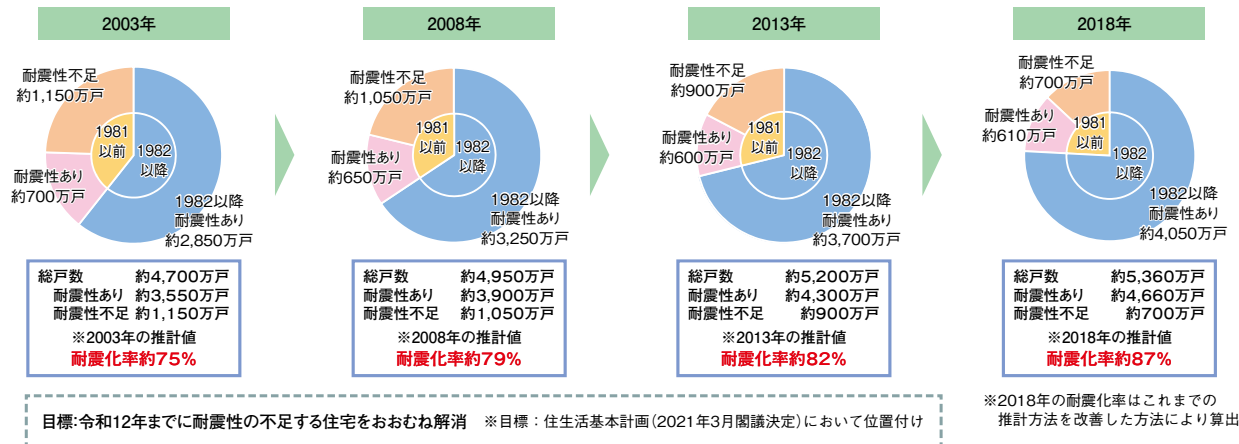 2003年
耐震性不足
約1,150万戸
1981
以前
1982
以降
耐震性あり
約700万戸
1982以降
耐震性あり
約2,850万戸
総戸数 約4,700万戸
耐震性あり 約3,550万戸
耐震性不足 約1,150万戸
※2003年の推計値
耐震化率約75%
2008年
耐震性不足
約1,050万戸
1981
以前
1982
以降
耐震性あり
約650万戸
1982以降
耐震性あり
約3,250万戸
総戸数 約4,950万戸
耐震性あり 約3,900万戸
耐震性不足 約1,050万戸
※2008年の推計値
耐震化率約79%
2013年
耐震性不足
約900万戸
1981
以前
1982
以降
耐震性あり
約600万戸
1982以降
耐震性あり
約3,700万戸
総戸数 約5,200万戸
耐震性あり 約4,300万戸
耐震性不足 約900万戸
※2013年の推計値
耐震化率約82%
2018年
耐震性不足
約700万戸
1981
以前
1982
以降
耐震性あり
約610万戸
1982以降
耐震性あり
約4,050万戸
総戸数 約5,360万戸
耐震性あり 約4,660万戸
耐震性不足 約700万戸
※2018年の推計値
耐震化率約87%
目標:令和12年までに耐震性の不足する住宅をおおむね解消 ※目標：住生活基本計画(2021年3月閣議決定)において位置付け
※2018年の耐震化率はこれまでの
推計方法を改善した方法により算出